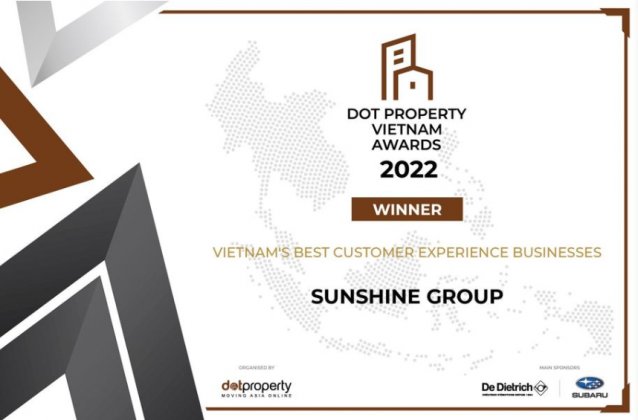 DOT PROPERTY
VIETNAM
AWARDS
2022
WINNER
VIETNAM'S BEST CUSTOMER EXPERIENCE BUSINESSES
SUNSHINE GROUP
ORGANISED BY
MAIN SPONSORS
dotproperty
MOVING ASIA ONLINE
De Dietrich
SUBARU